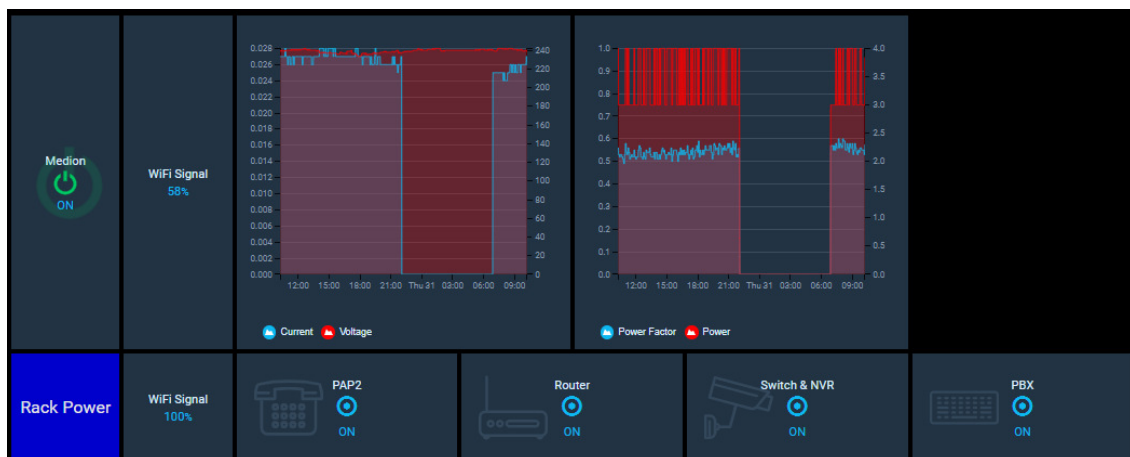 Medion
ON
WiFi Signal
58%
0.028
0.026
0.024
0.022
0.020
0.018
0.016
0.014
0.012
0.010
0.008
0.006
0.004
0.002
0.000
240
220
200
180
160
140
120
100
80
60
40
20
0
12:00 15:00 18:00 21:00 Thu 31 03:00 06:00 09:00
Current Voltage
1.0
0.9
0.8
0.7
0.6
0.5
0.4
0.3
0.2
0.1
0.0
4.0
3.5
3.0
2.5
2.0
1.5
1.0
0.5
0.0
12:00 15:00 18:00 21:00 Thu 31 03:00 06:00 09:00
Power Factor Power
Rack Power
WiFi Signal
100%
PAP2
ON
Router
ON
Switch & NVR
ON
PBX
ON